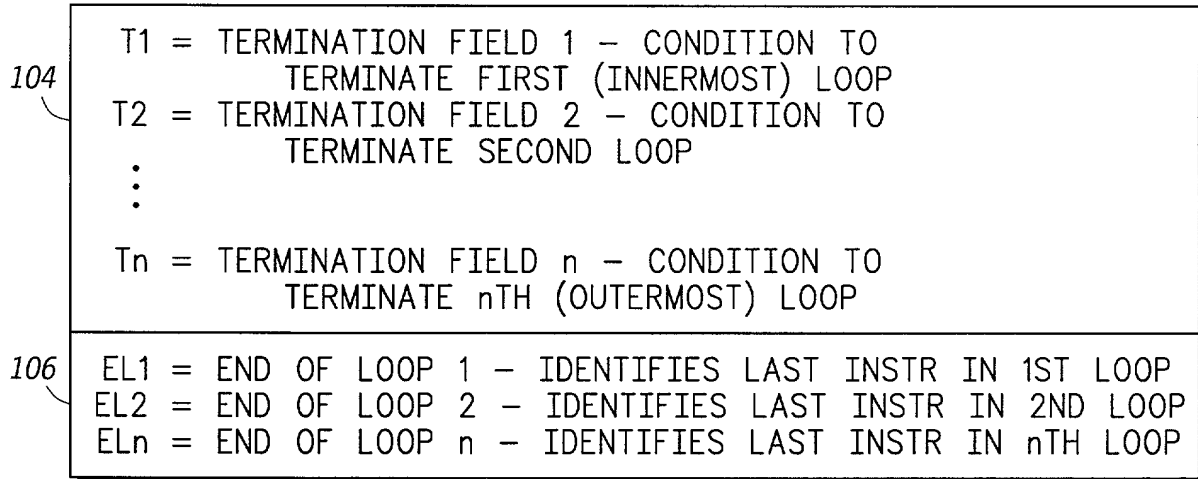 104
T1 = TERMINATION FIELD 1 – CONDITION TO
TERMINATE FIRST (INNERMOST) LOOP
T2 = TERMINATION FIELD 2 – CONDITION TO
TERMINATE SECOND LOOP
Tn = TERMINATION FIELD n – CONDITION TO
TERMINATE nTH (OUTERMOST) LOOP
106
EL1 = END OF LOOP 1 – IDENTIFIES LAST INSTR IN 1ST LOOP
EL2 = END OF LOOP 2 – IDENTIFIES LAST INSTR IN 2ND LOOP
ELn = END OF LOOP n – IDENTIFIES LAST INSTR IN nTH LOOP